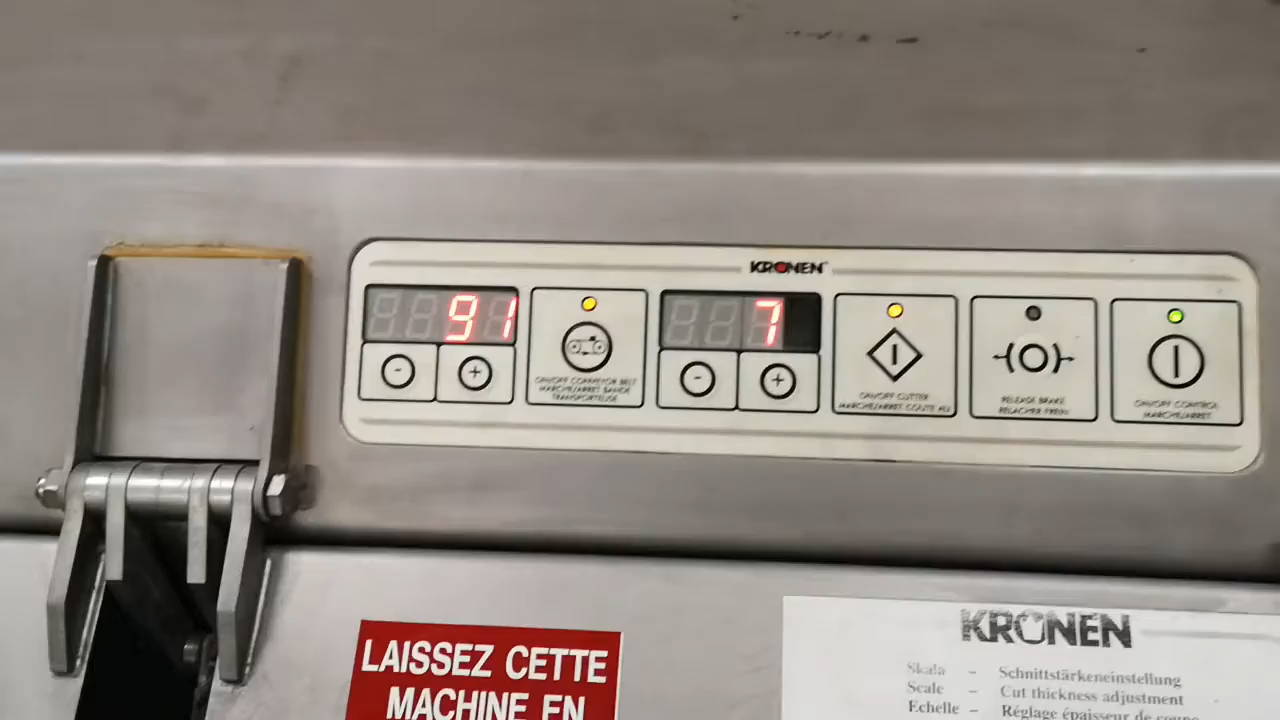 KRONEN
91
7
- +
- +
ON/OFF CONVEYOR BELT
MARCHE/ARRET BANDE
TRANSPORTEUSE
ON/OFF CUTTER
MARCHE/ARRET
RELEASE BRAKE
RELACHER FREIN
ON/OFF CONTROL
MARCHE/ARRET
LAISSEZ CETTE
MACHINE EN
KRONEN
Skala – Schnittstärkeneinstellung
Scale – Cut thickness adjustment
Echelle – Réglage épaisseur de coupe